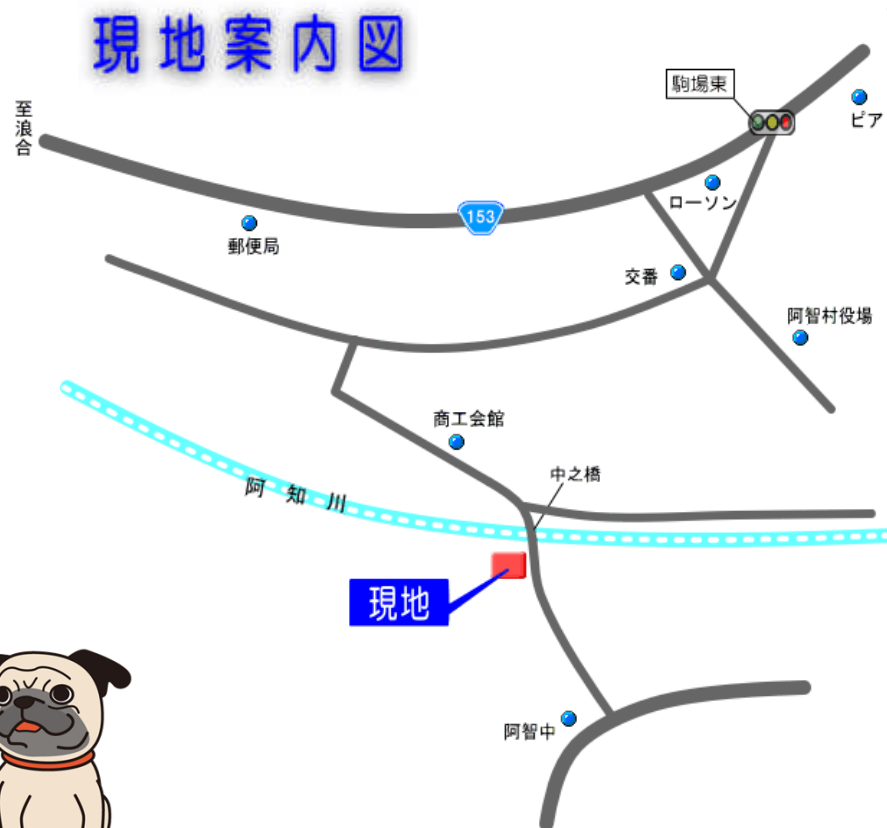 現地案内図
駒場東
ピア
至浪合
ローソン
153
郵便局
交番
阿智村役場
商工会館
中之橋
阿知川
現地
阿智中